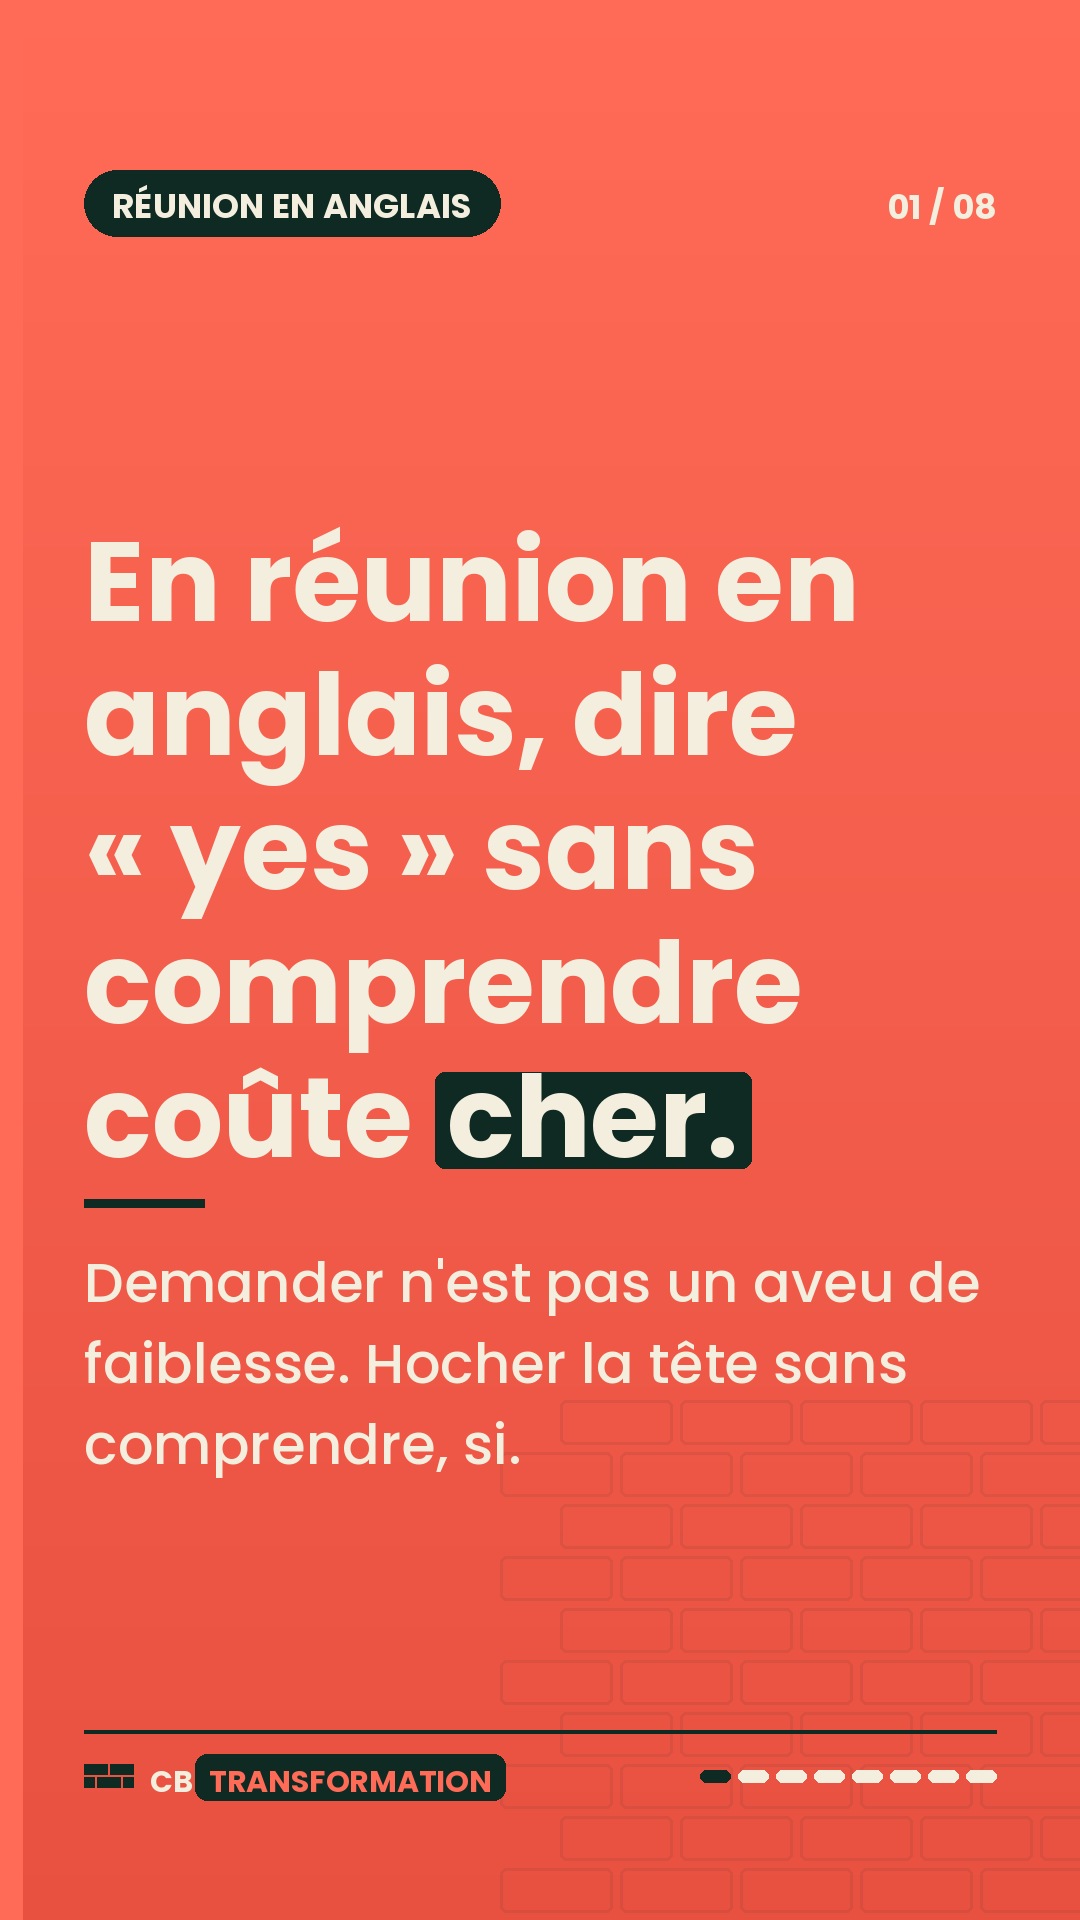 RÉUNION EN ANGLAIS
01 / 08
En réunion en
anglais, dire
« yes » sans
comprendre
coûte cher.
Demander n'est pas un aveu de
faiblesse. Hocher la tête sans
comprendre, si.
CB TRANSFORMATION